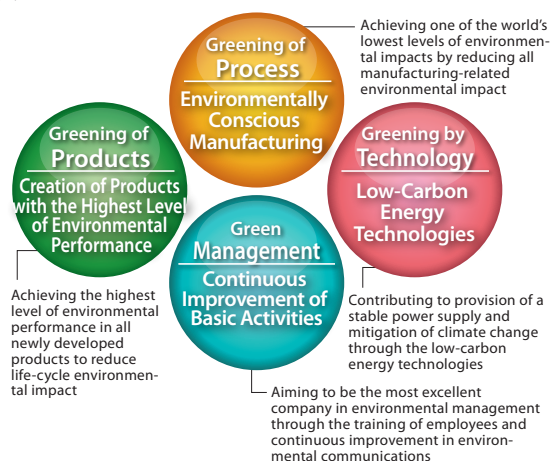 Greening of
Process
Environmentally
Conscious
Manufacturing
Achieving one of the world's
lowest levels of environmen-
tal impacts by reducing all
manufacturing-related
environmental impact
Greening of
Products
Creation of Products
with the Highest Level
of Environmental
Performance
Achieving the highest
level of environmental
performance in all
newly developed
products to reduce
life-cycle environmen-
tal impact
Greening by
Technology
Low-Carbon
Energy
Technologies
Contributing to provision of a
stable power supply and
mitigation of climate change
through the low-carbon
energy technologies
Green
Management
Continuous
Improvement of
Basic Activities
Aiming to be the most excellent
company in environmental management
through the training of employees and
continuous improvement in environ-
mental communications